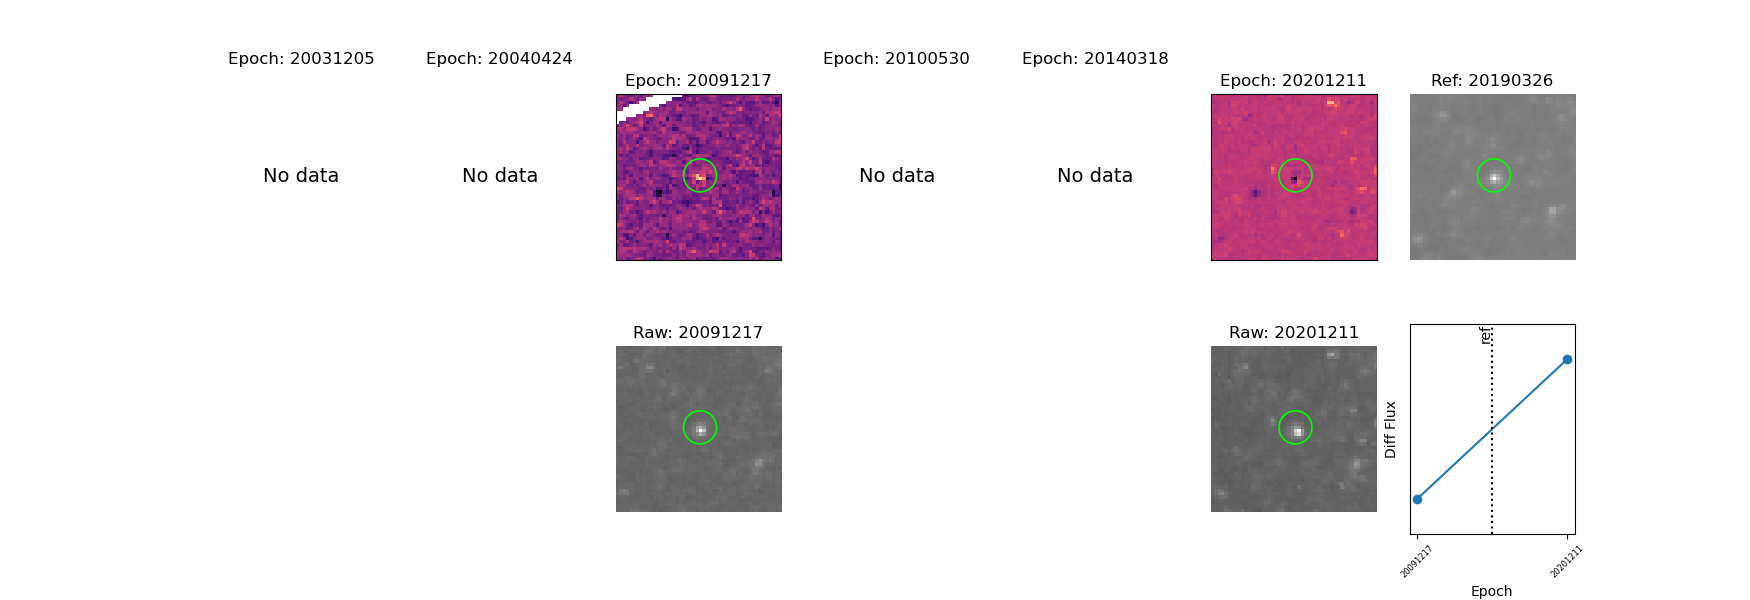 Epoch: 20031205
Epoch: 20040424
Epoch: 20091217
Epoch: 20100530
Epoch: 20140318
Epoch: 20201211
Ref: 20190326
No data
No data
No data
No data
Raw: 20091217
Raw: 20201211
ref
Diff Flux
20091217
20201211
Epoch